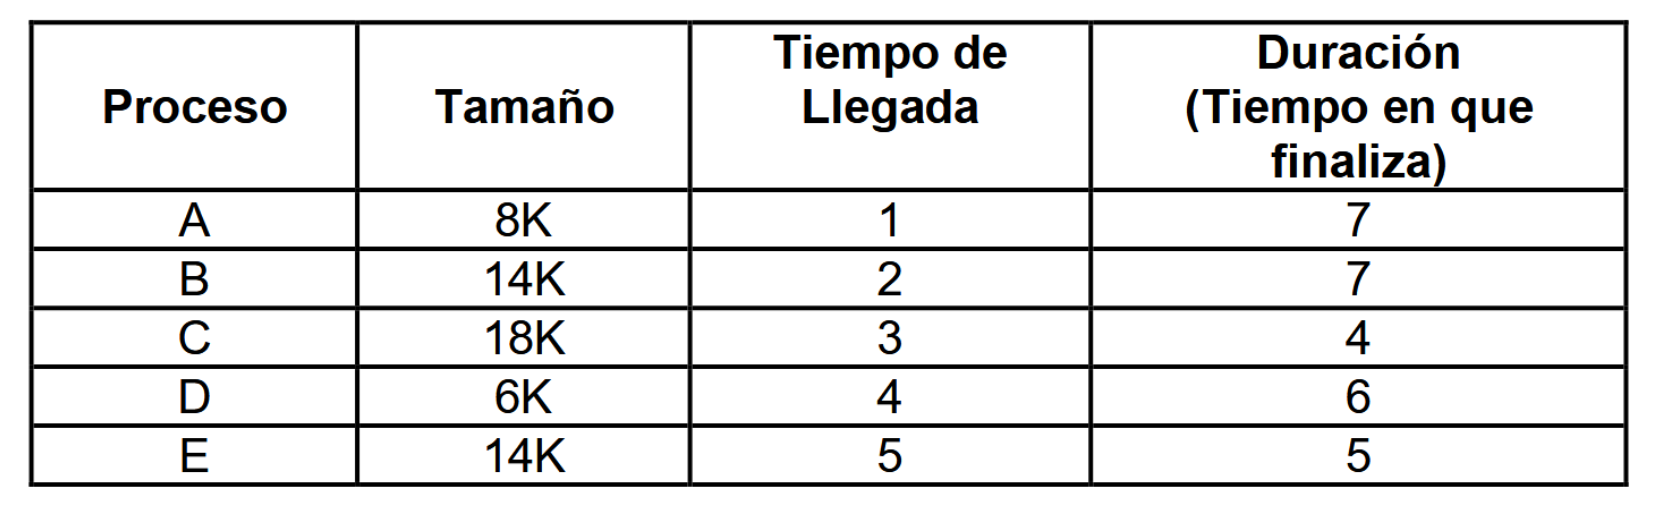 Proceso Tamaño Tiempo de Llegada Duración (Tiempo en que finaliza)
A 8K 1 7
B 14K 2 7
C 18K 3 4
D 6K 4 6
E 14K 5 5